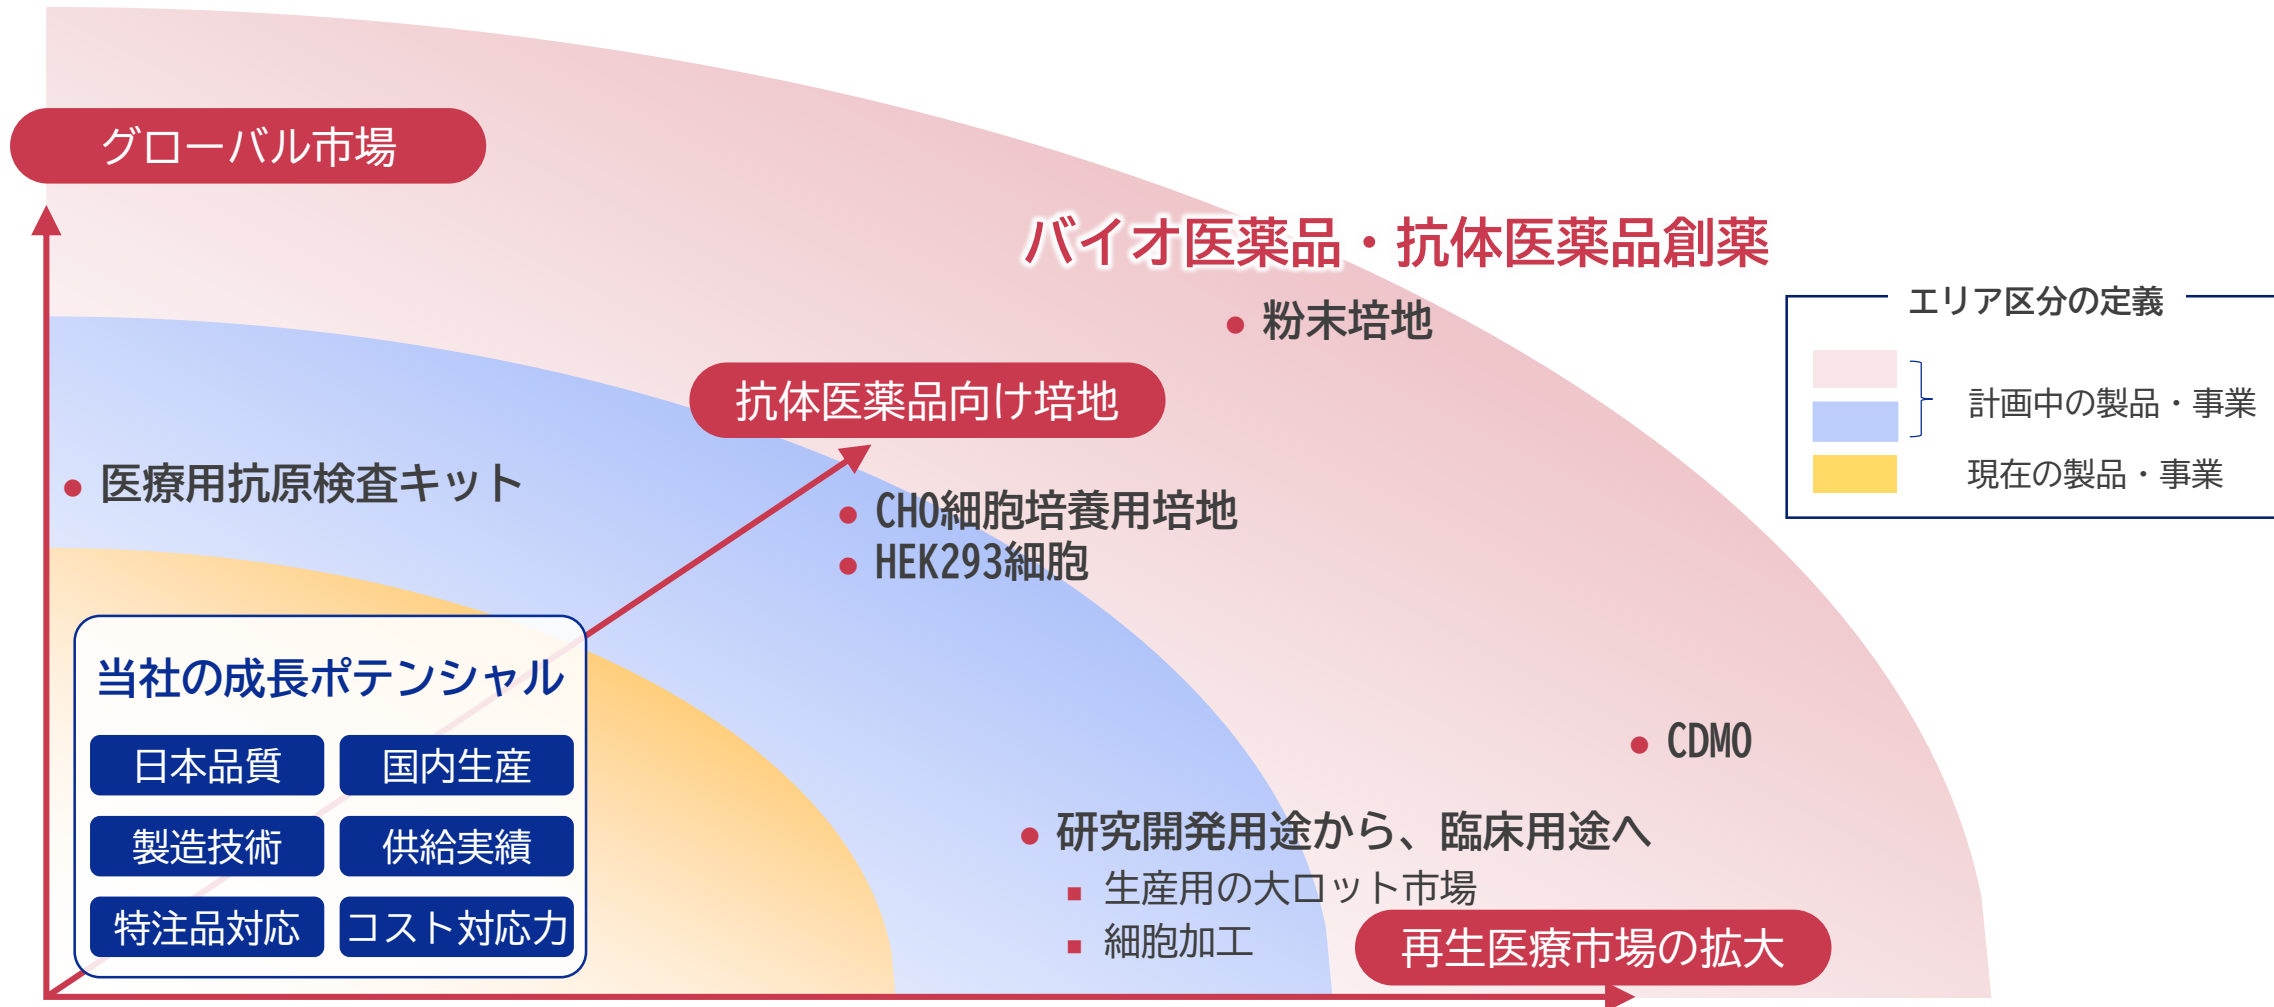 グローバル市場
バイオ医薬品・抗体医薬品創薬
粉末培地
エリア区分の定義
計画中の製品・事業
現在の製品・事業
抗体医薬品向け培地
医療用抗原検査キット
CHO細胞培養用培地
HEK293細胞
当社の成長ポテンシャル
日本品質
国内生産
製造技術
供給実績
特注品対応
コスト対応力
CDMO
研究開発用途から、臨床用途へ
生産用の大ロット市場
細胞加工
再生医療市場の拡大